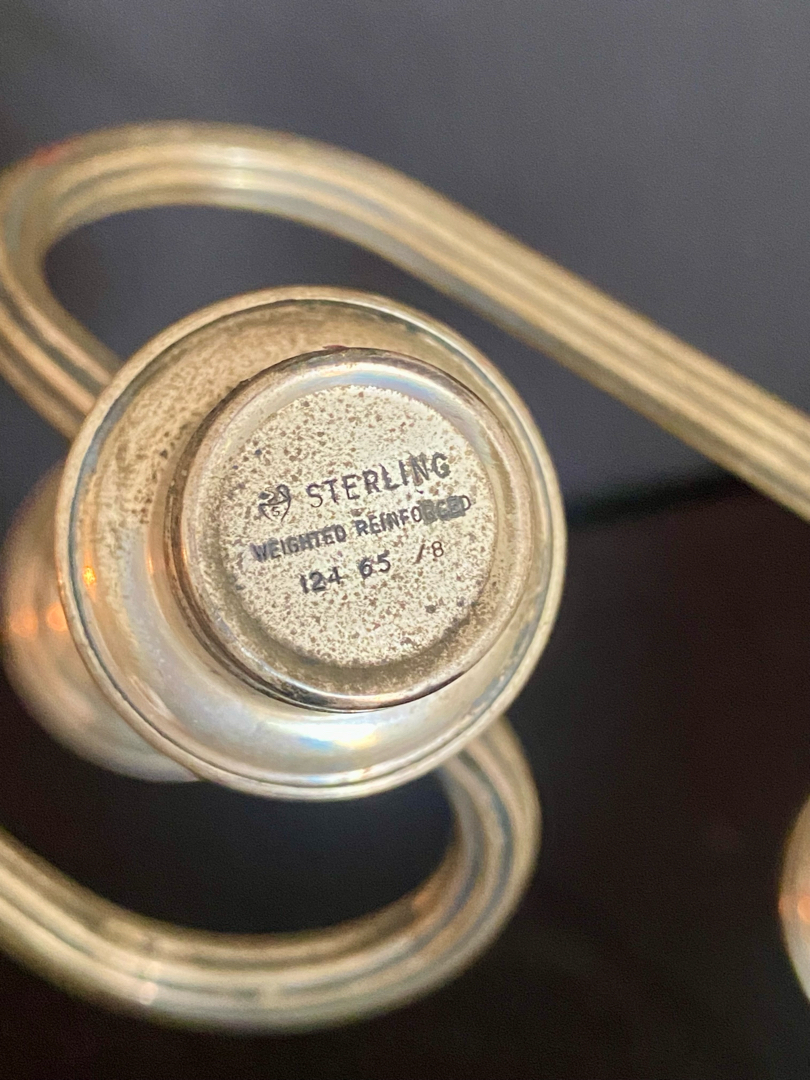 STERLING
WEIGHTED REINFORCED
124 65 /8